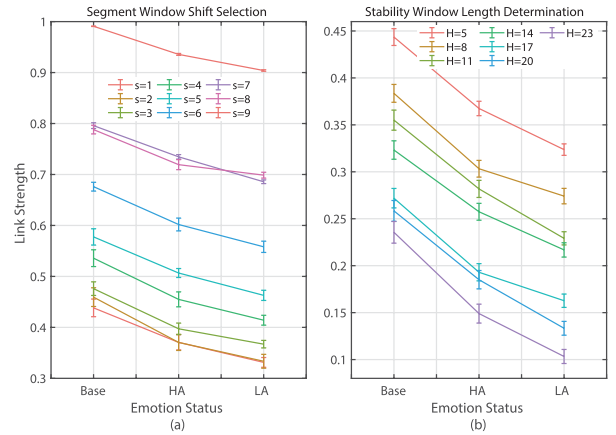 Segment Window Shift Selection
Stability Window Length Determination
1
0.9
0.8
0.7
0.6
0.5
0.4
0.3
Link Strength
s=1 s=4 s=7
s=2 s=5 s=8
s=3 s=6 s=9
Base HA LA
Emotion Status
(a)
0.45
0.4
0.35
0.3
0.25
0.2
0.15
0.1
H=5 H=14 H=23
H=8 H=17
H=11 H=20
Base HA LA
Emotion Status
(b)